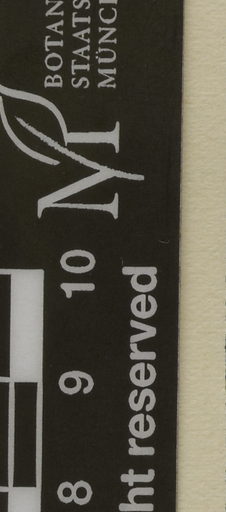 BOTAN
STAATS
MÜNCH
M
8 9 10
ht reserved